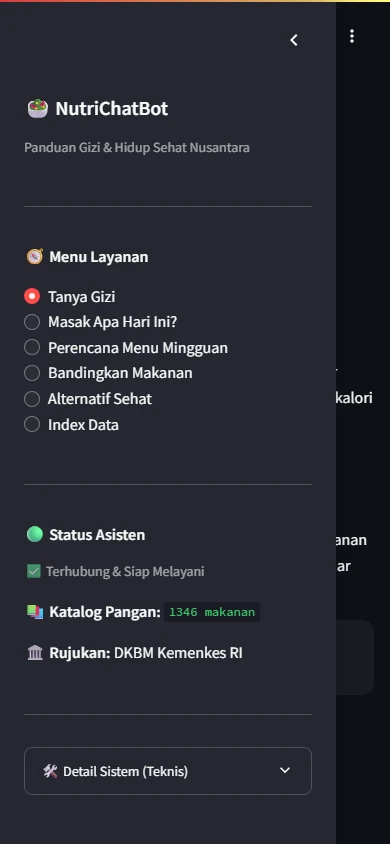 NutriChatBot
Panduan Gizi & Hidup Sehat Nusantara
Menu Layanan
Tanya Gizi
Masak Apa Hari Ini?
Perencana Menu Mingguan
Bandingkan Makanan
kalori
Alternatif Sehat
Index Data
Status Asisten
anan
Terhubung & Siap Melayani
ar
Katalog Pangan: 1346 makanan
Rujukan: DKBM Kemenkes RI
Detail Sistem (Teknis)